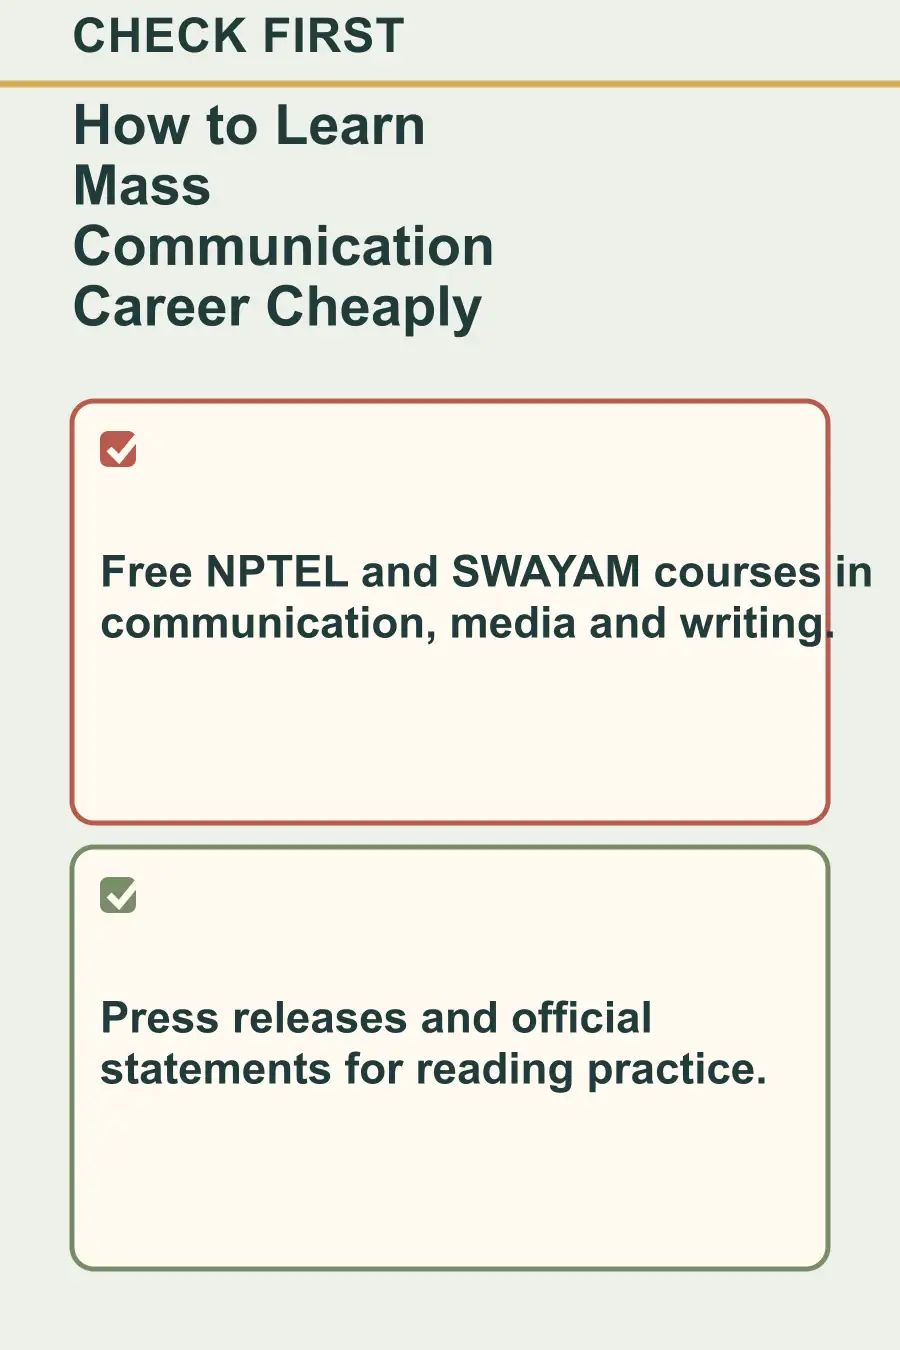 CHECK FIRST
How to Learn
Mass
Communication
Career Cheaply
Free NPTEL and SWAYAM courses in
communication, media and writing.
Press releases and official
statements for reading practice.